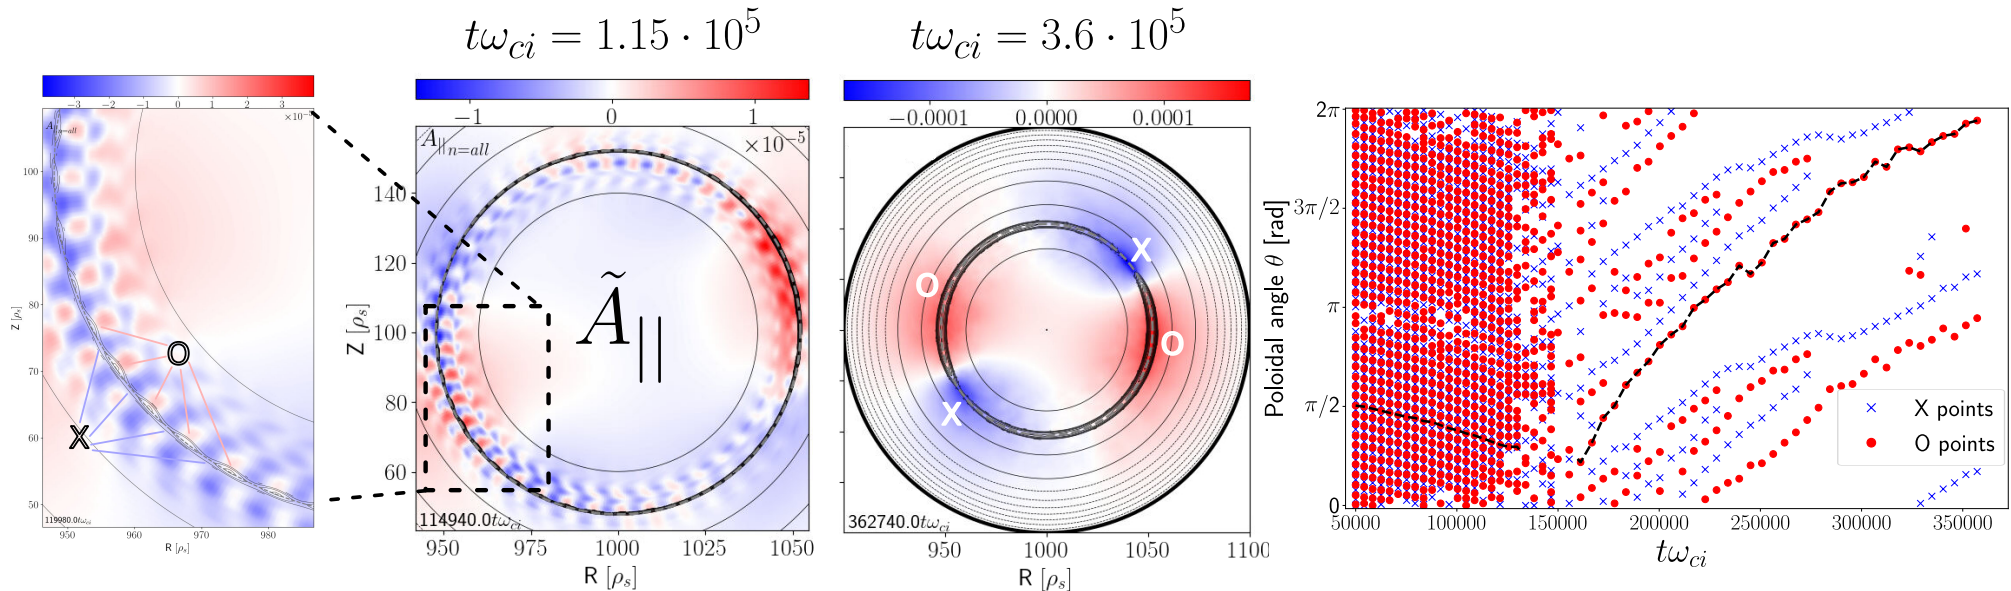 tω_ci = 1.15 · 10^5
tω_ci = 3.6 · 10^5
−3 −2 −1 0 1 2 3
×10^−5
A_∥n=all
100
90
80
70
60
50
Z [ρ_s]
O
X
119980.0tω_ci
950 960 970 980
R [ρ_s]
−1 0 1
A_∥n=all
×10^−5
140
120
100
80
60
Z [ρ_s]
Ã_||
114940.0tω_ci
950 975 1000 1025 1050
R [ρ_s]
−0.0001 0.0000 0.0001
X
O
O
X
362740.0tω_ci
950 1000 1050 1100
R [ρ_s]
2π
3π/2
π
π/2
0
Poloidal angle θ [rad]
X points
O points
50000 100000 150000 200000 250000 300000 350000
tω_ci